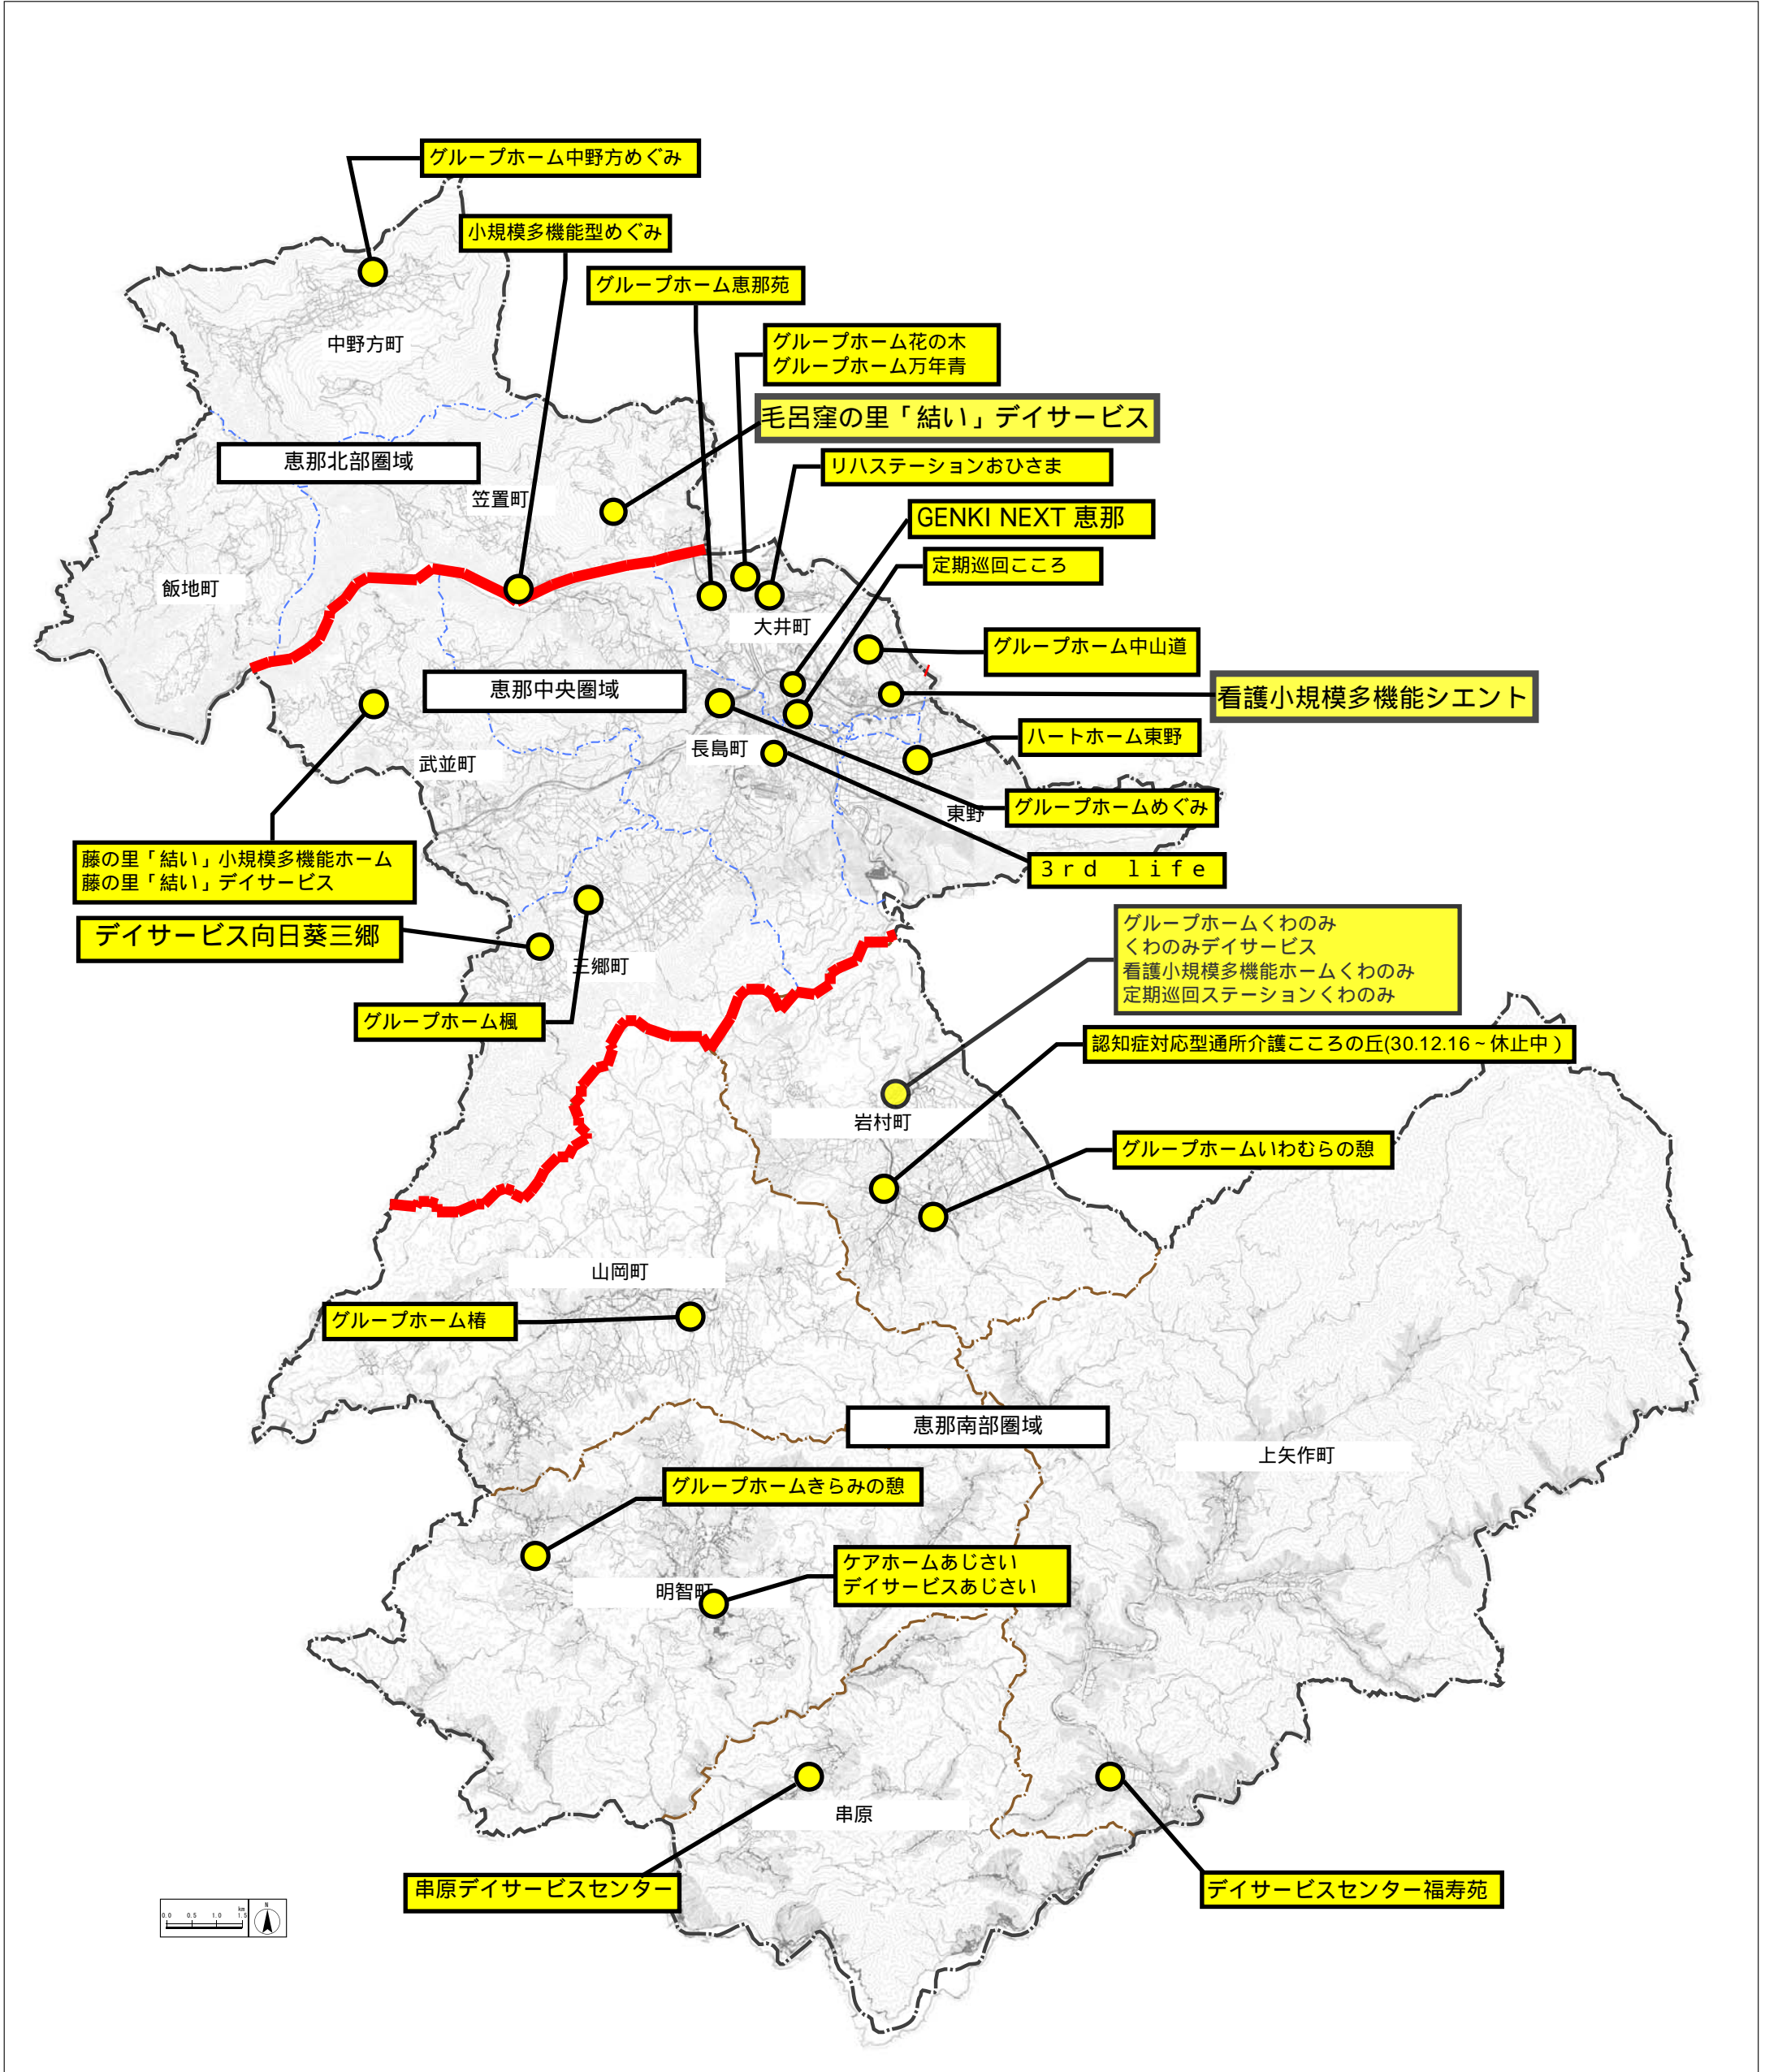 グループホーム中野方めぐみ
小規模多機能型めぐみ
グループホーム恵那苑
グループホーム花の木
グループホーム万年青
中野方町
毛呂窪の里「結い」デイサービス
恵那北部圏域
リハステーションおひさま
笠置町
GENKI NEXT 恵那
定期巡回こころ
飯地町
大井町
グループホーム中山道
恵那中央圏域
看護小規模多機能シエント
ハートホーム東野
長島町
武並町
グループホームめぐみ
東野
藤の里「結い」小規模多機能ホーム
藤の里「結い」デイサービス
3rd life
デイサービス向日葵三郷
グループホームくわのみ
くわのみデイサービス
看護小規模多機能ホームくわのみ
定期巡回ステーションくわのみ
三郷町
グループホーム楓
認知症対応型通所介護こころの丘(30.12.16~休止中)
岩村町
グループホームいわむらの憩
山岡町
グループホーム椿
恵那南部圏域
上矢作町
グループホームきらみの憩
ケアホームあじさい
デイサービスあじさい
明智町
串原
串原デイサービスセンター
デイサービスセンター福寿苑
km
0.0 0.5 1.0 1.5
N